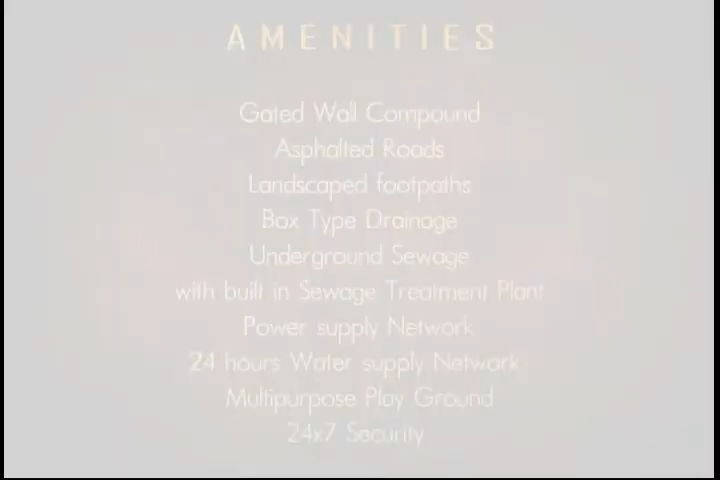 AMENITIES
Gated Wall Compound
Asphalted Roads
Landscaped footpaths
Box Type Drainage
Underground Sewage
with built in Sewage Treatment Plant
Power supply Network
24 hours Water supply Network
Multipurpose Play Ground
24x7 Security